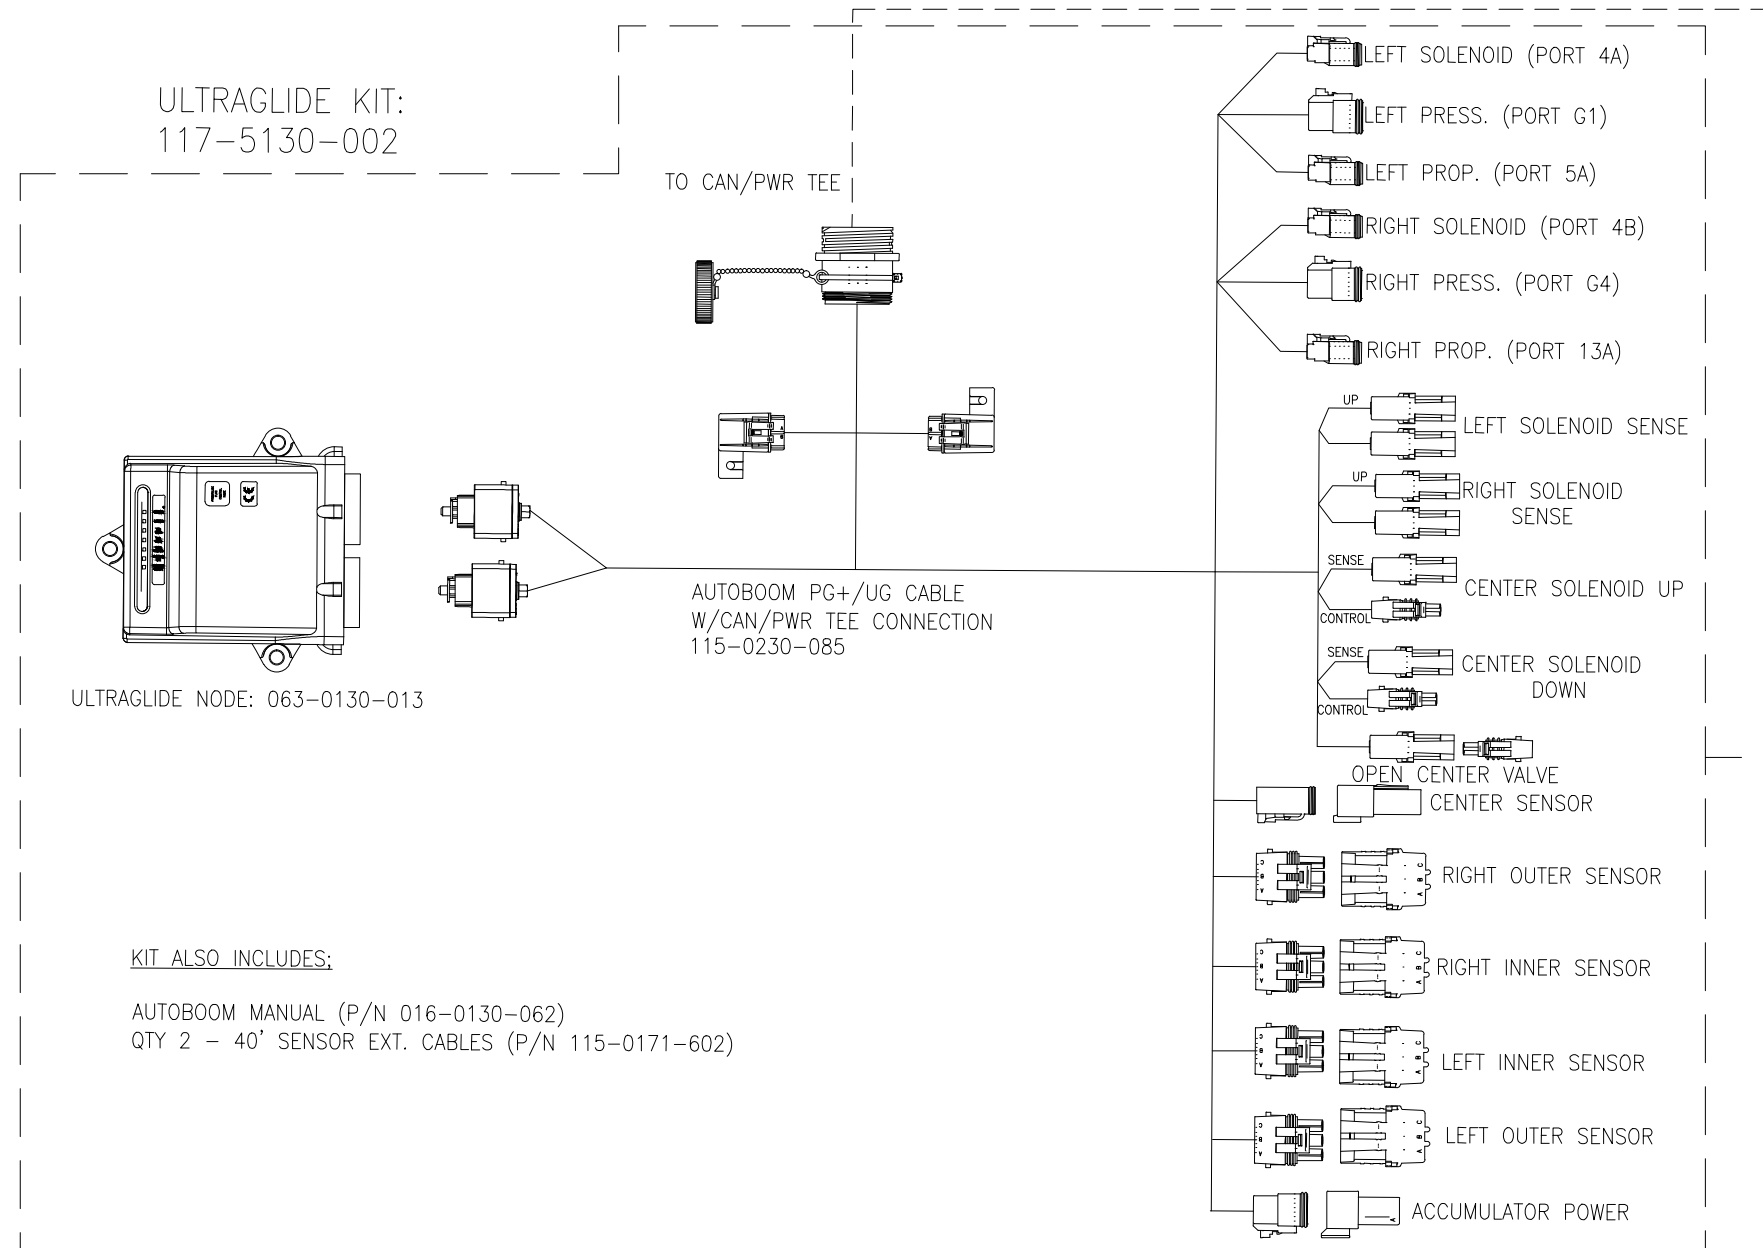 ULTRAGLIDE KIT:
117-5130-002
TO CAN/PWR TEE
LEFT SOLENOID (PORT 4A)
LEFT PRESS. (PORT G1)
LEFT PROP. (PORT 5A)
RIGHT SOLENOID (PORT 4B)
RIGHT PRESS. (PORT G4)
RIGHT PROP. (PORT 13A)
UP
LEFT SOLENOID SENSE
UP
RIGHT SOLENOID
SENSE
SENSE
CENTER SOLENOID UP
CONTROL
SENSE
CENTER SOLENOID
DOWN
CONTROL
OPEN CENTER VALVE
CENTER SENSOR
C
B
A
C
B
A
RIGHT OUTER SENSOR
C
B
A
C
B
A
RIGHT INNER SENSOR
C
B
A
C
B
A
LEFT INNER SENSOR
C
B
A
C
B
A
LEFT OUTER SENSOR
A
ACCUMULATOR POWER
A
B
B
A
CE
AUTOBOOM PG+/UG CABLE
W/CAN/PWR TEE CONNECTION
115-0230-085
ULTRAGLIDE NODE: 063-0130-013
KIT ALSO INCLUDES;
AUTOBOOM MANUAL (P/N 016-0130-062)
QTY 2 - 40' SENSOR EXT. CABLES (P/N 115-0171-602)